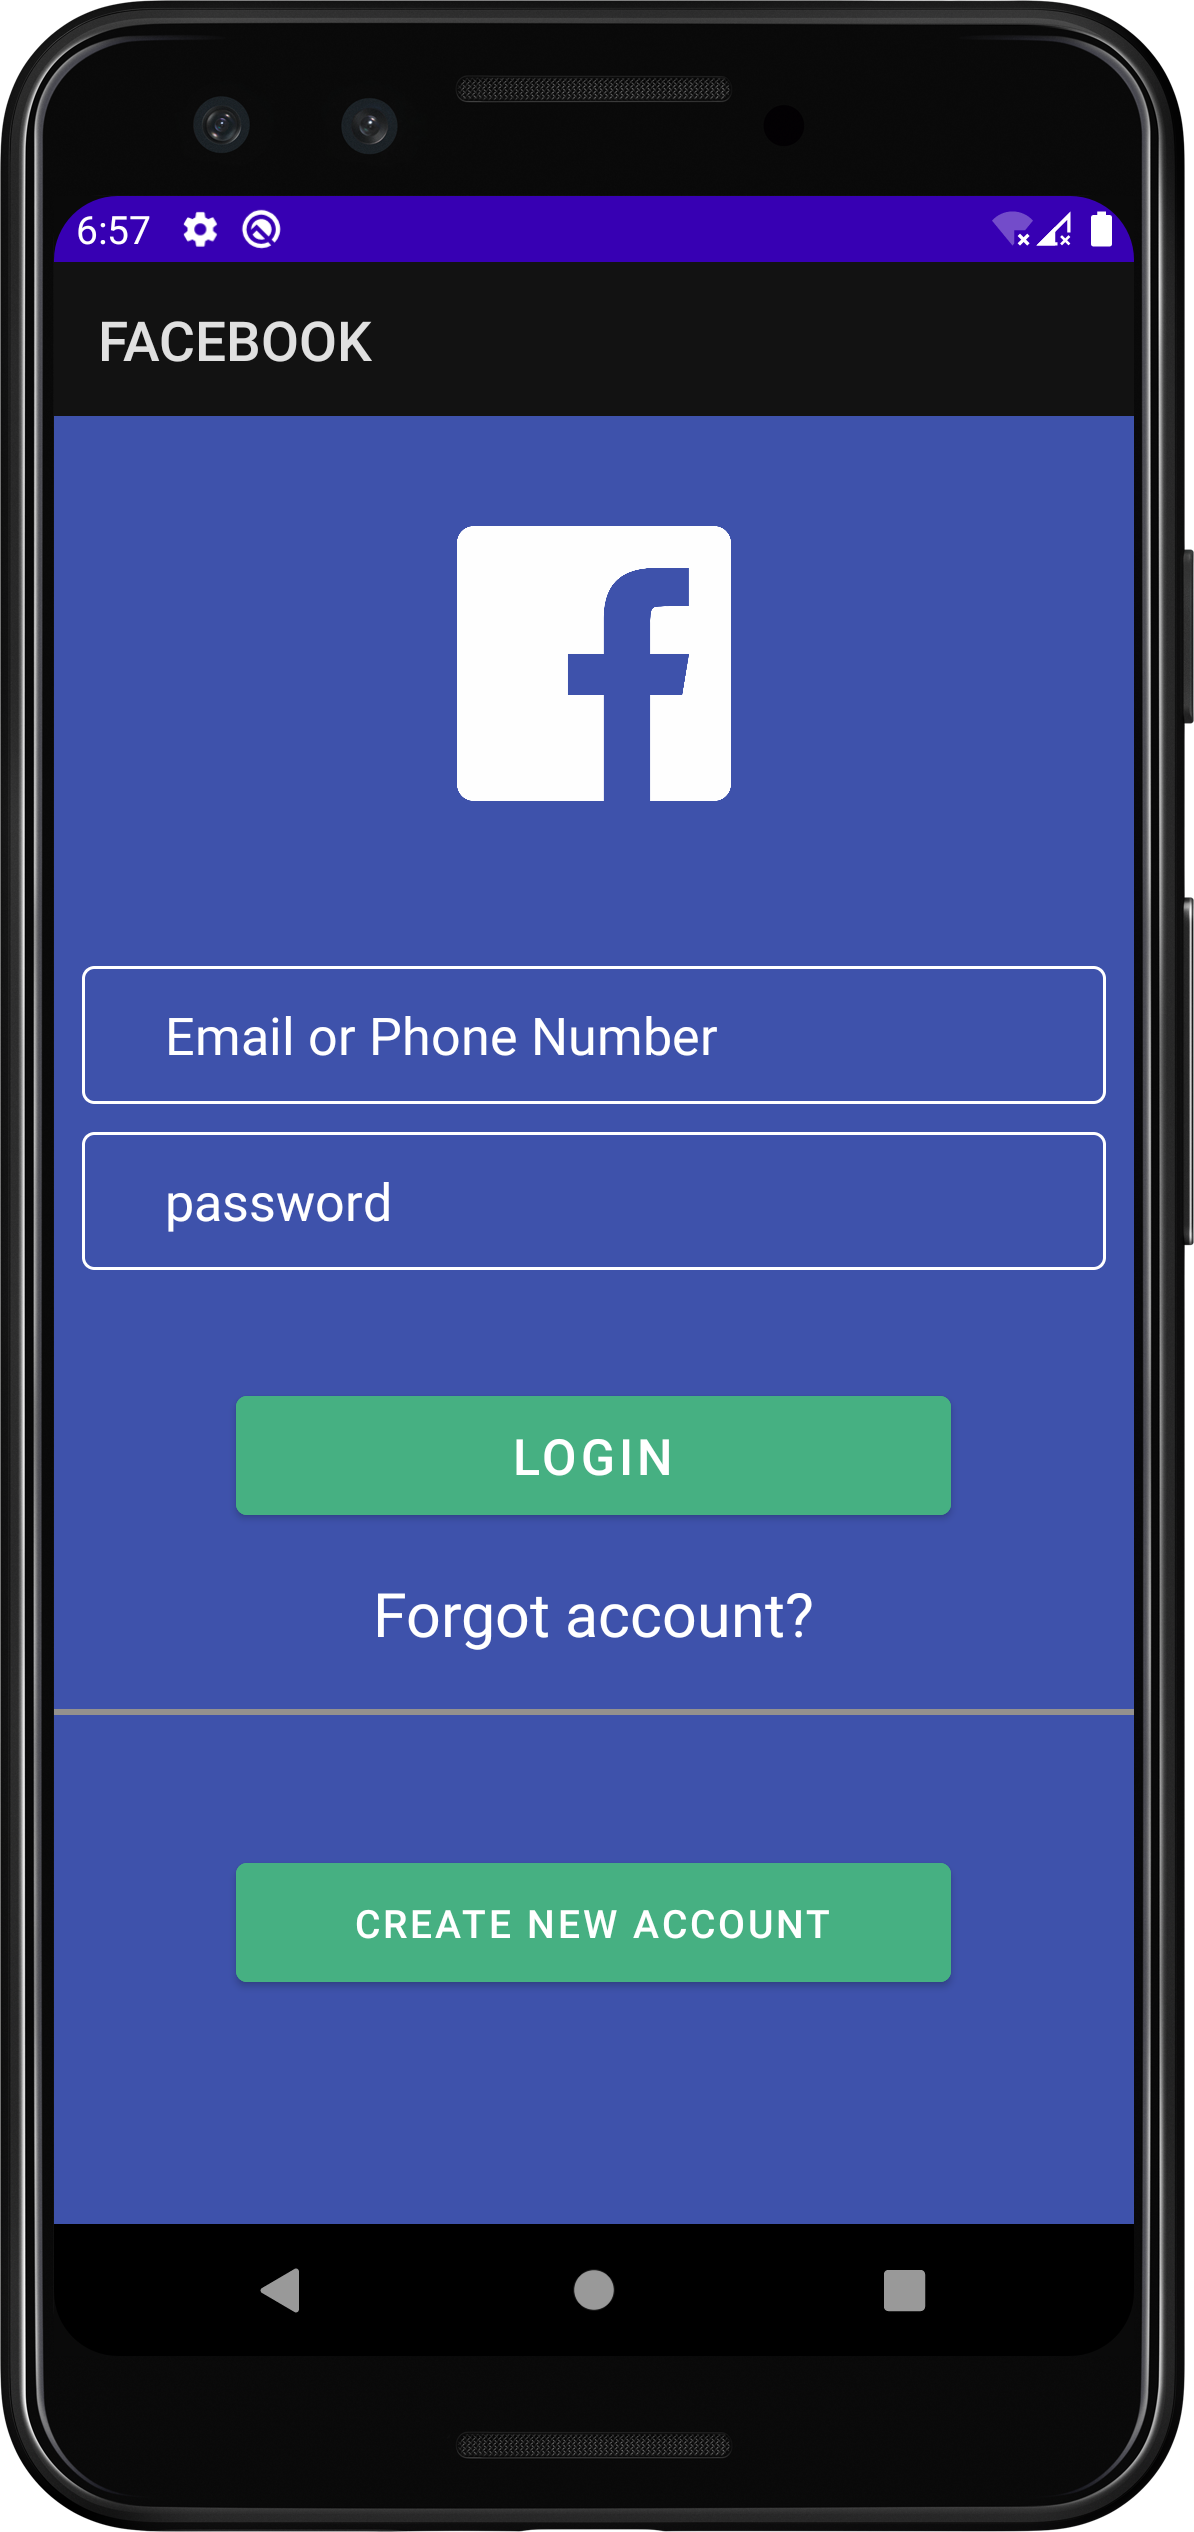 6:57
FACEBOOK
f
Email or Phone Number
password
LOGIN
Forgot account?
CREATE NEW ACCOUNT